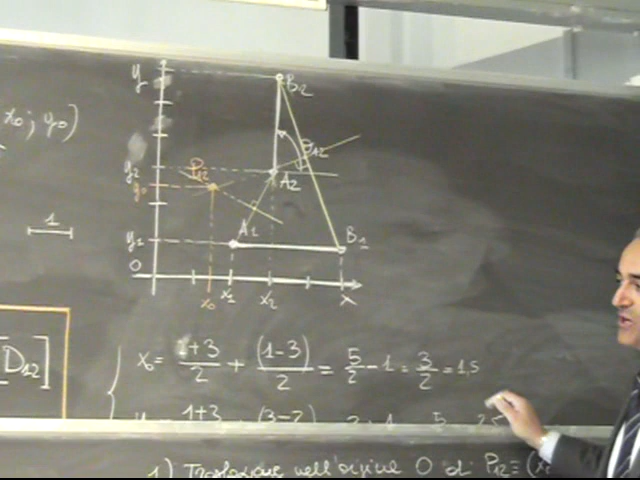 x₀; y₀)
1
[D₁₂]
y
B₂
θ₁₂
y₂
P₁₂
A₂
y₀
y₁
A₁
B₁
O
x₀
x₁
x₂
x
x₀ = 2+3/2 + (1-3)/2 = 5/2 - 1 = 3/2 = 1,5
1+3 (3-2)
1) Traslazione nell'origine O di P₁₂ ≡ (x₀